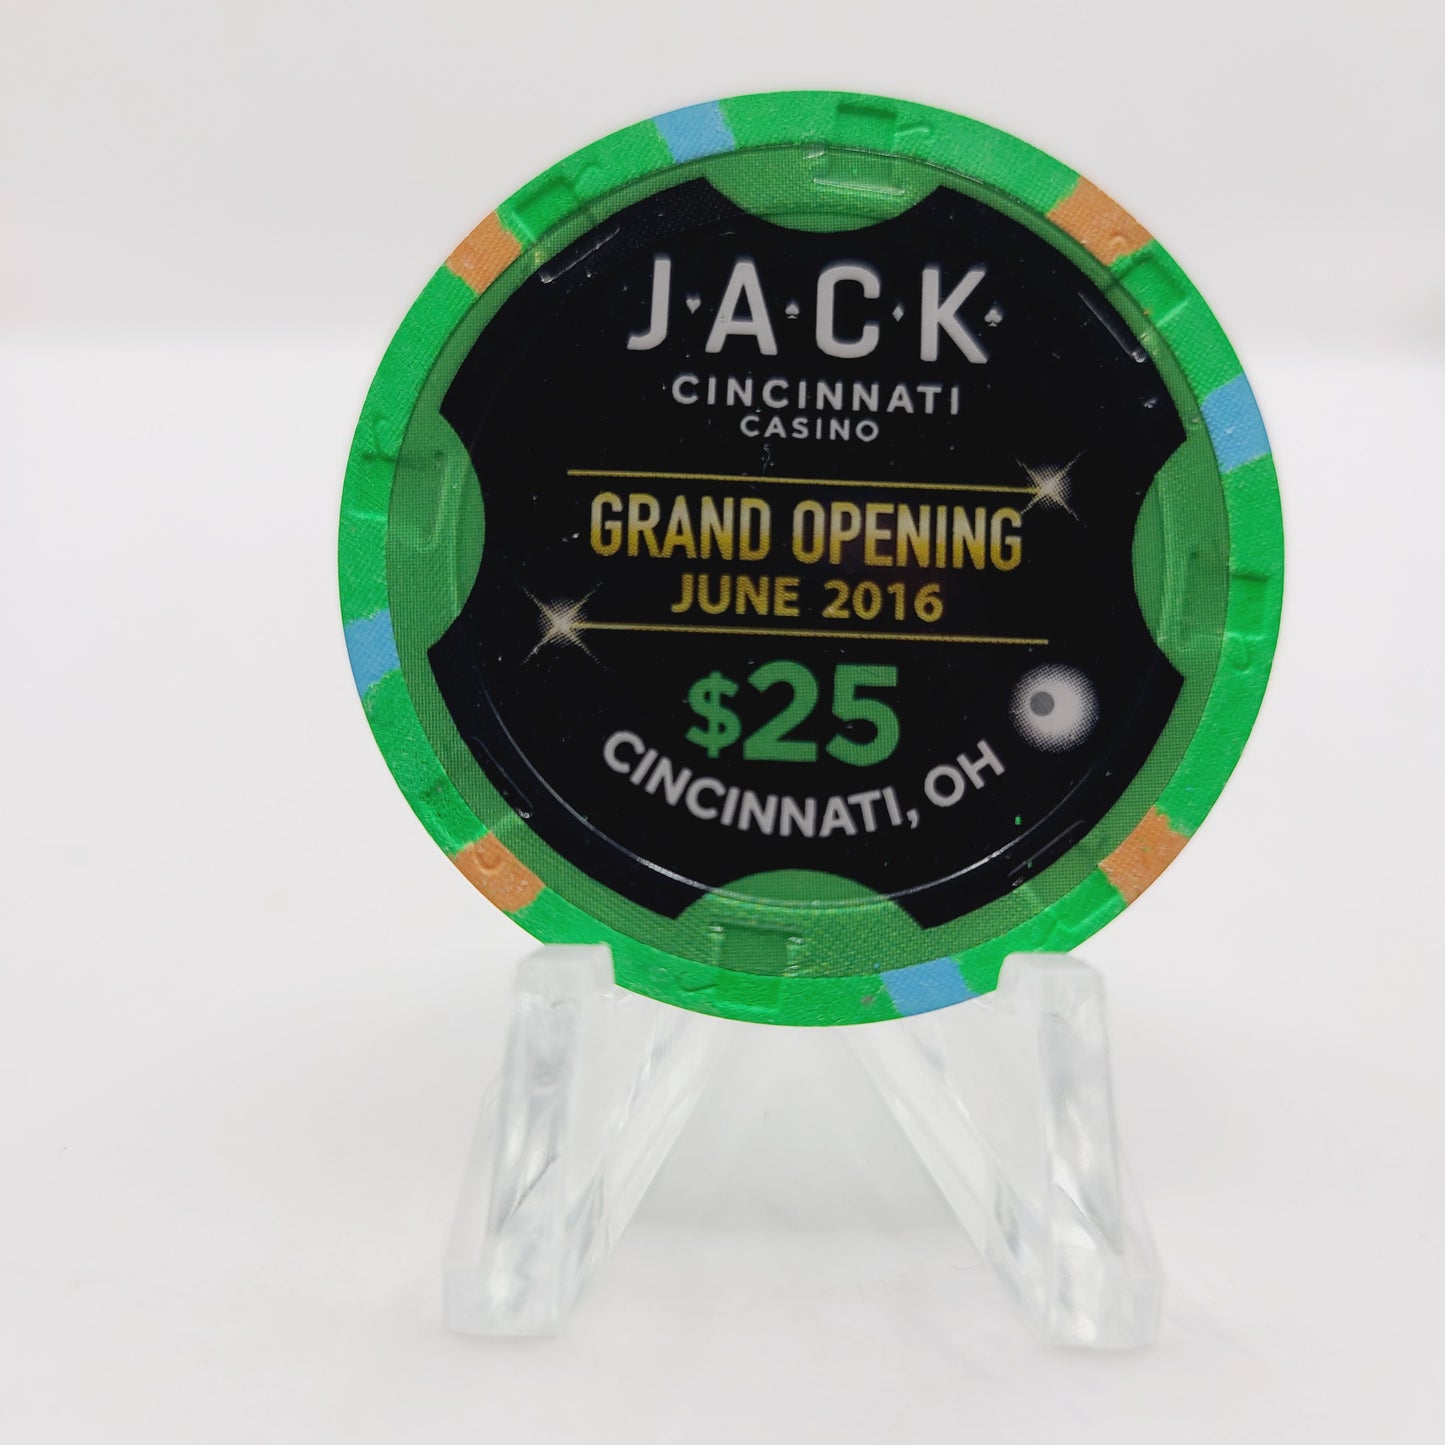 J♥A♠C♦K♣
CINCINNATI
CASINO
GRAND OPENING
JUNE 2016
$25
CINCINNATI, OH